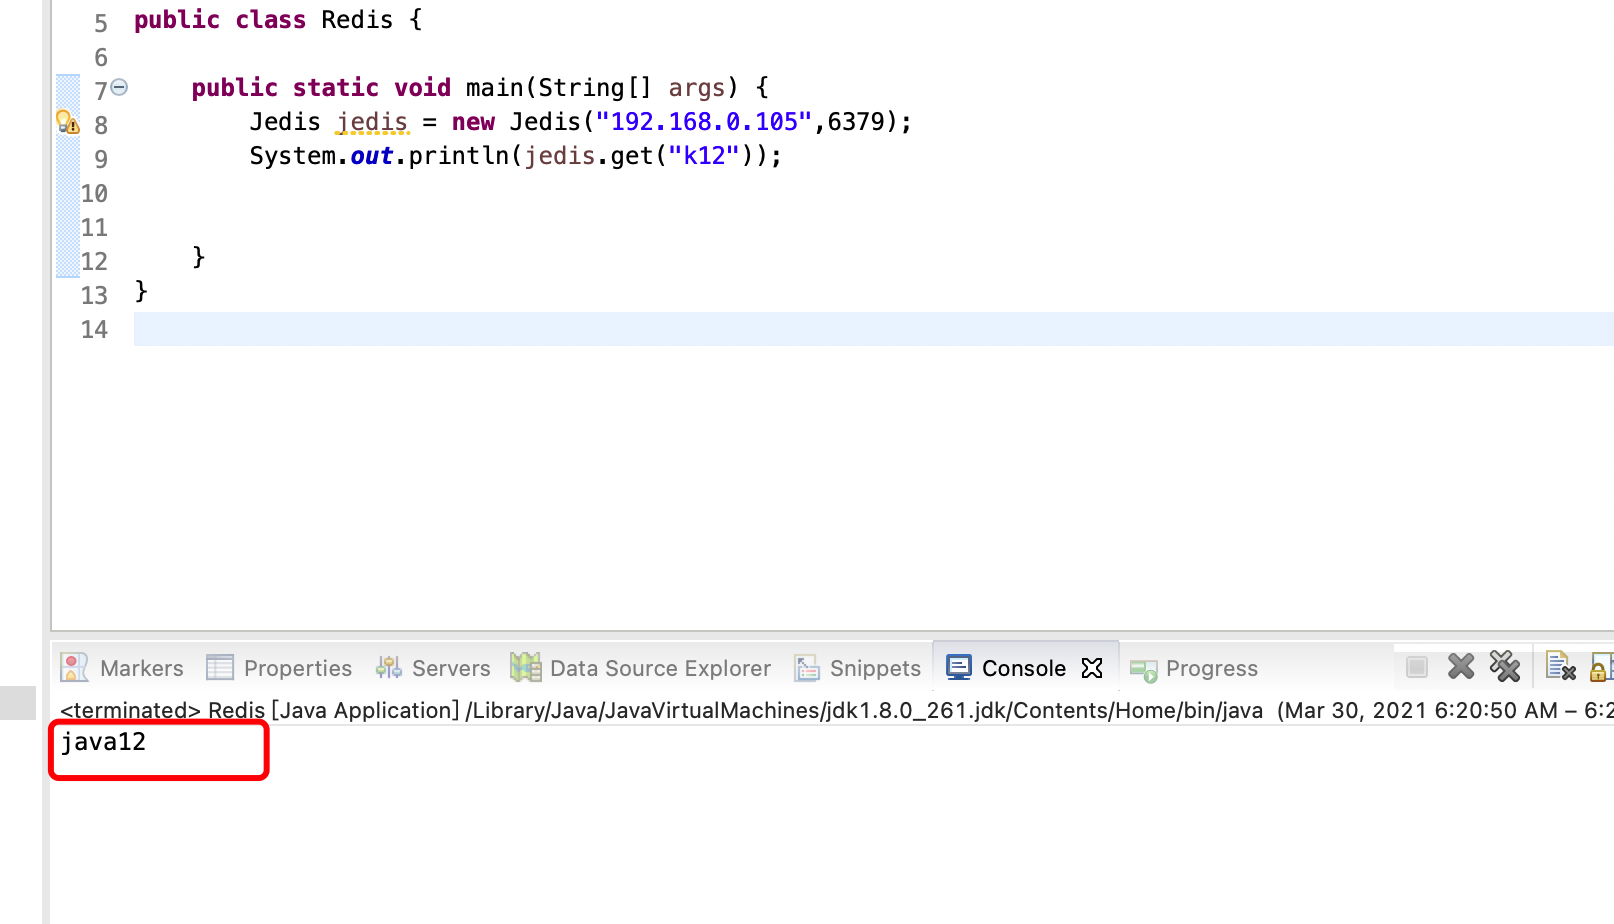 5 public class Redis {
6
7 public static void main(String[] args) {
8 Jedis jedis = new Jedis("192.168.0.105",6379);
9 System.out.println(jedis.get("k12"));
10
11
12 }
13 }
14
Markers Properties Servers Data Source Explorer Snippets Console Progress
<terminated> Redis [Java Application] /Library/Java/JavaVirtualMachines/jdk1.8.0_261.jdk/Contents/Home/bin/java (Mar 30, 2021 6:20:50 AM – 6:2
java12